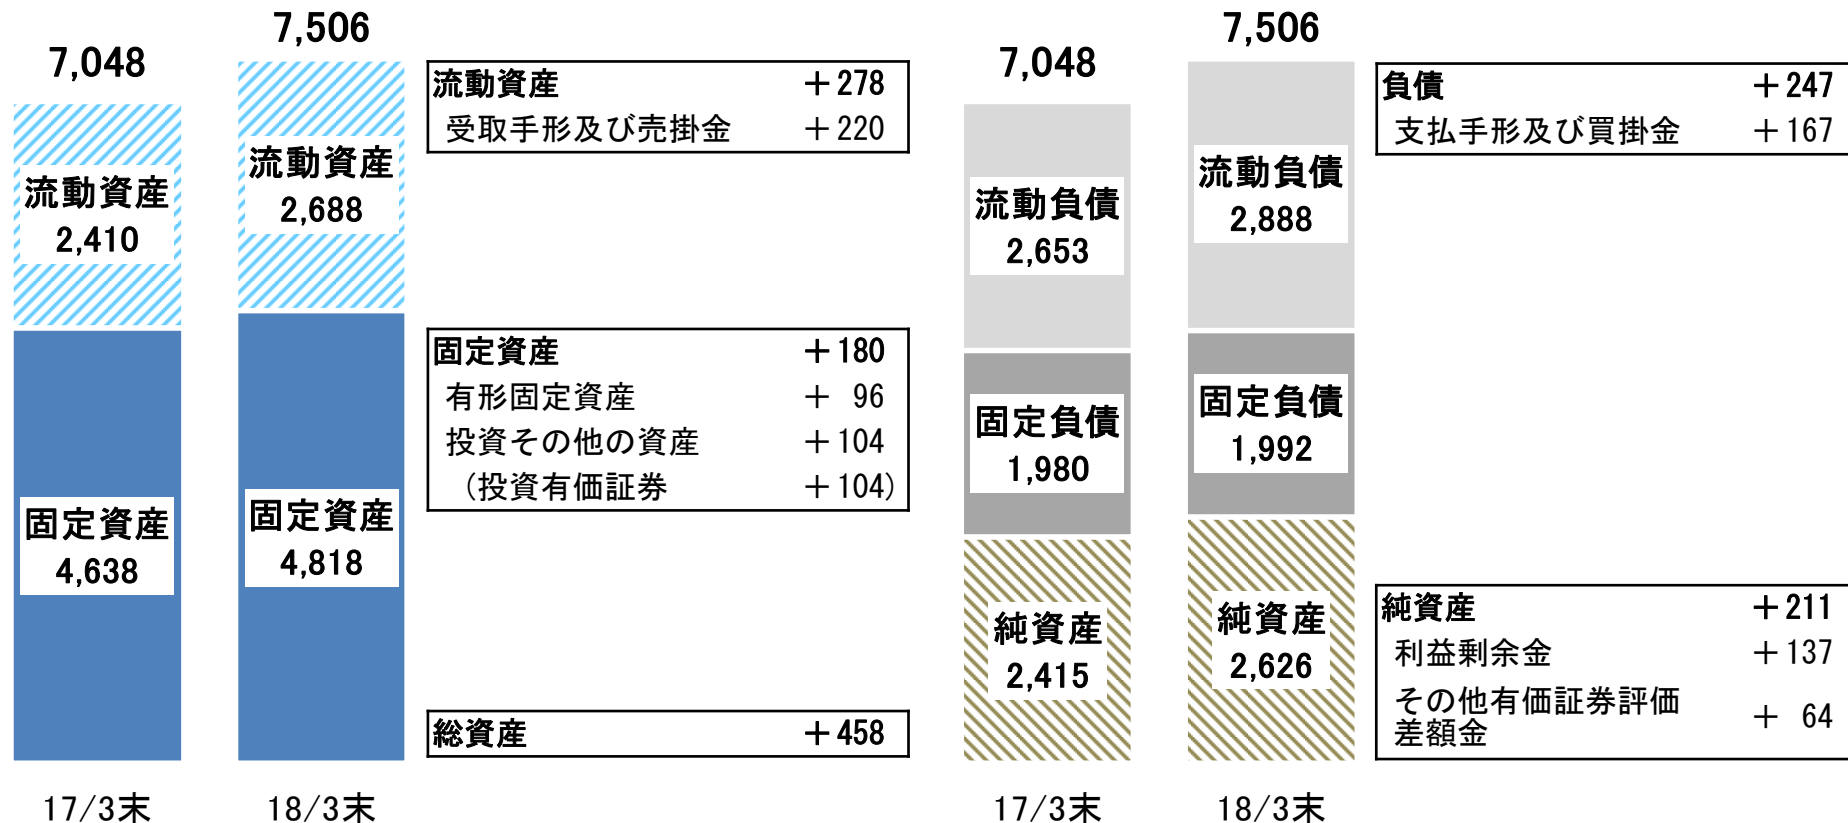 7,048
7,506
流動資産
2,410
流動資産
2,688
固定資産
4,638
固定資産
4,818
17/3末
18/3末
流動資産 ＋278
受取手形及び売掛金 ＋220
固定資産 ＋180
有形固定資産 ＋ 96
投資その他の資産 ＋104
（投資有価証券 ＋104）
総資産 ＋458
7,048
7,506
流動負債
2,653
流動負債
2,888
固定負債
1,980
固定負債
1,992
純資産
2,415
純資産
2,626
17/3末
18/3末
負債 ＋247
支払手形及び買掛金 ＋167
純資産 ＋211
利益剰余金 ＋137
その他有価証券評価
差額金 ＋ 64